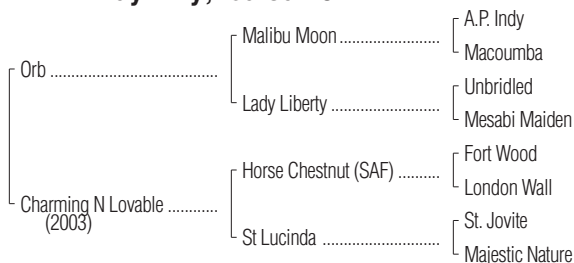 A.P. Indy
Malibu Moon
Macoumba
Orb
Unbridled
Lady Liberty
Mesabi Maiden
Fort Wood
Horse Chestnut (SAF)
London Wall
Charming N Lovable
(2003)
St. Jovite
St Lucinda
Majestic Nature